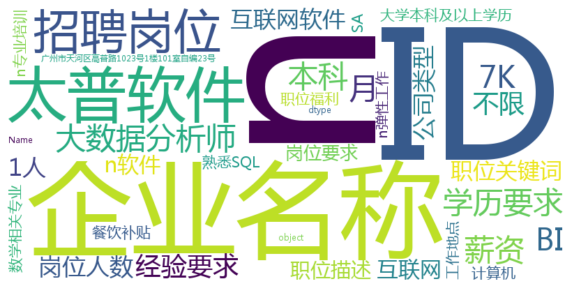 n专业培训
招聘岗位
互联网软件
SA
大学本科及以上学历
广州市天河区高普路1023号1楼101室自编23号
太普软件
n
ID
本科
月
n弹性工作
公司类型
7K
不限
职位福利
dtype
Name
大数据分析师
岗位要求
1人
n软件
熟悉SQL
职位关键词
企业名称
学历要求
数学相关专业
餐饮补贴
object
工作地点
薪资
BI
岗位人数
经验要求
职位描述
互联网
计算机